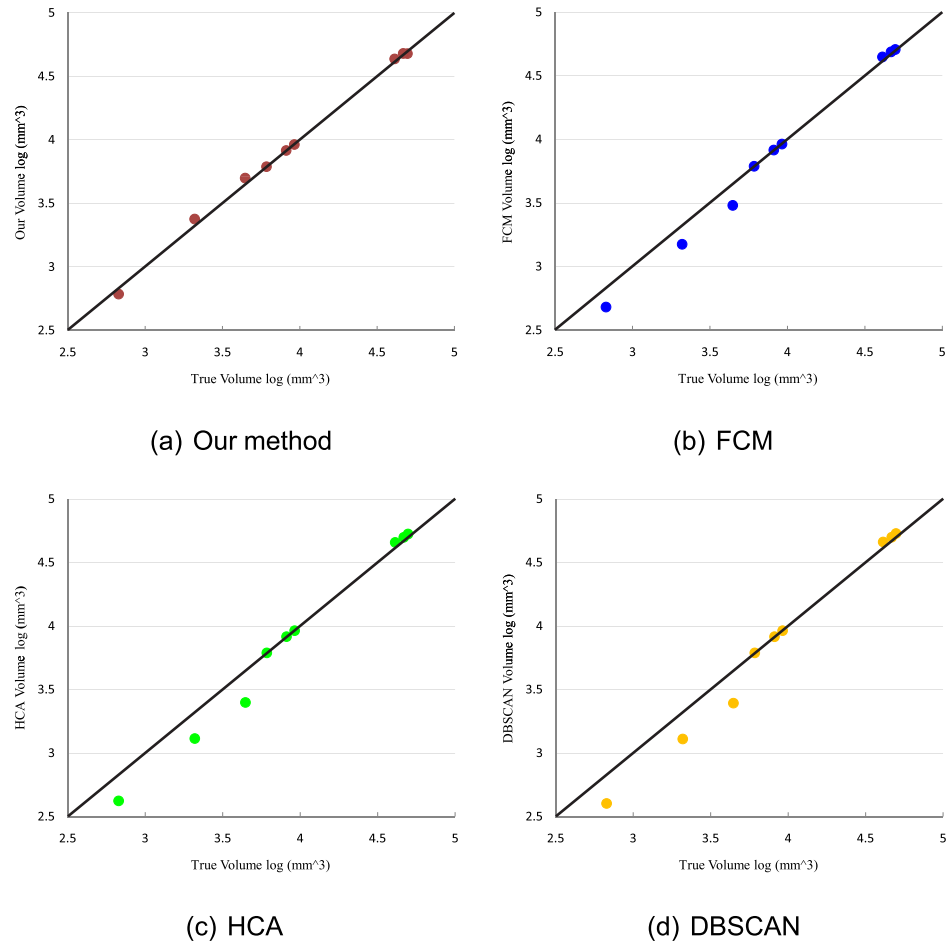 5
4.5
4
3.5
3
2.5
2.5 3 3.5 4 4.5 5
Our Volume log (mm^3)
True Volume log (mm^3)
(a) Our method
5
4.5
4
3.5
3
2.5
2.5 3 3.5 4 4.5 5
FCM Volume log (mm^3)
True Volume log (mm^3)
(b) FCM
5
4.5
4
3.5
3
2.5
2.5 3 3.5 4 4.5 5
HCA Volume log (mm^3)
True Volume log (mm^3)
(c) HCA
5
4.5
4
3.5
3
2.5
2.5 3 3.5 4 4.5 5
DBSCAN Volume log (mm^3)
True Volume log (mm^3)
(d) DBSCAN